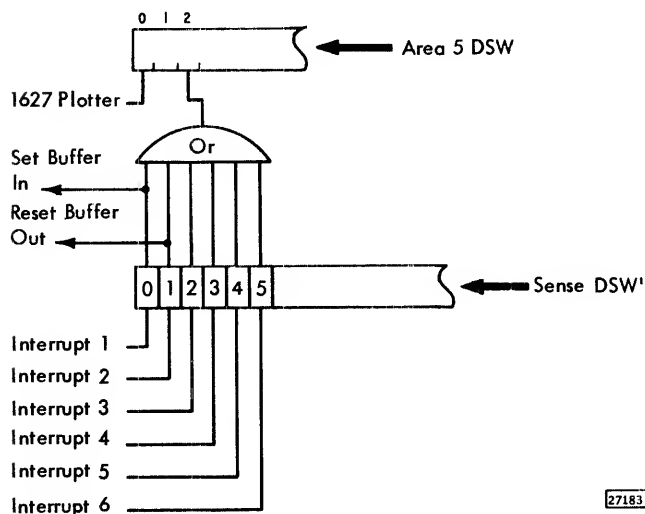 0 1 2
Area 5 DSW
1627 Plotter
Or
Set Buffer
In
Reset Buffer
Out
0 1 2 3 4 5
Sense DSW'
Interrupt 1
Interrupt 2
Interrupt 3
Interrupt 4
Interrupt 5
Interrupt 6
27183